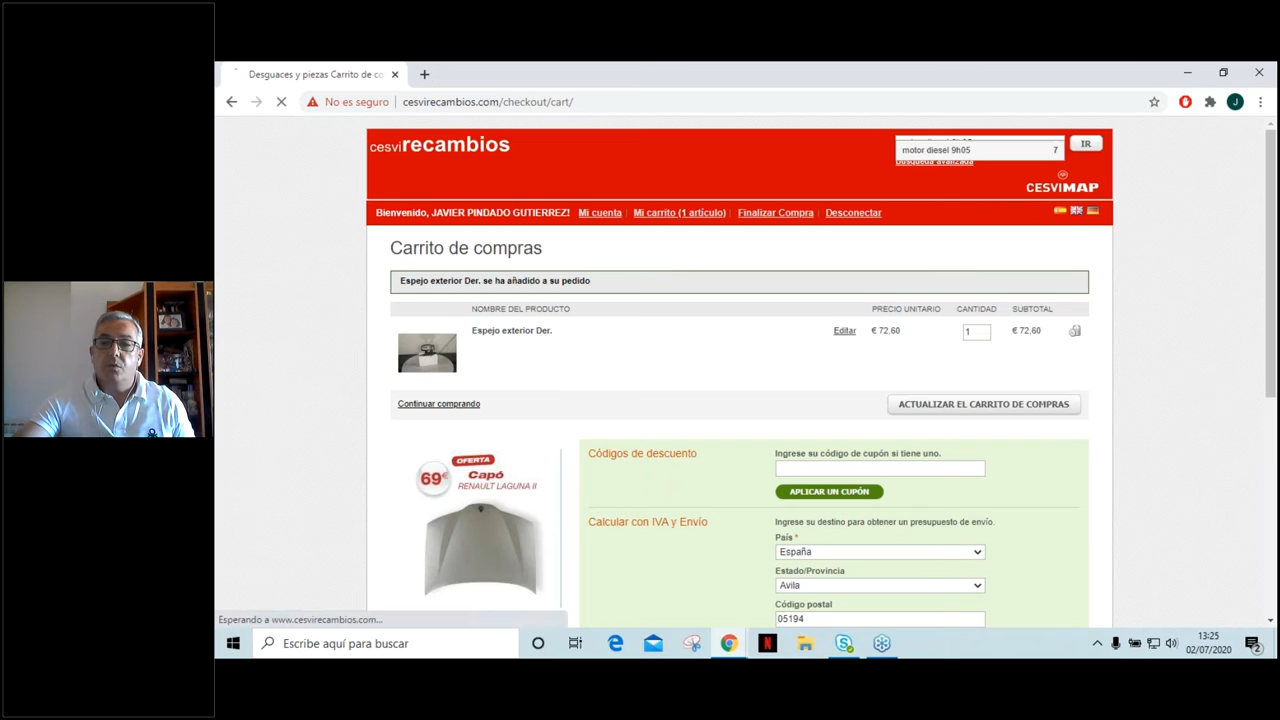 Desguaces y piezas Carrito de co
No es seguro
cesvirecambios.com/checkout/cart/
J
cesvirecambios
motor diesel 9h05 7
IR
CESVIMAP
Bienvenido, JAVIER PINDADO GUTIERREZ! Mi cuenta Mi carrito (1 artículo) Finalizar Compra Desconectar
Carrito de compras
Espejo exterior Der. se ha añadido a su pedido
NOMBRE DEL PRODUCTO PRECIO UNITARIO CANTIDAD SUBTOTAL
Espejo exterior Der. Editar € 72,60 1 € 72,60
Continuar comprando
ACTUALIZAR EL CARRITO DE COMPRAS
OFERTA
69€
Capó
RENAULT LAGUNA II
Códigos de descuento
Ingrese su código de cupón si tiene uno.
APLICAR UN CUPÓN
Calcular con IVA y Envío
Ingrese su destino para obtener un presupuesto de envío.
País *
España
Estado/Provincia
Avila
Código postal
05194
Esperando a www.cesvirecambios.com...
Escribe aquí para buscar
N
13:25
02/07/2020
2